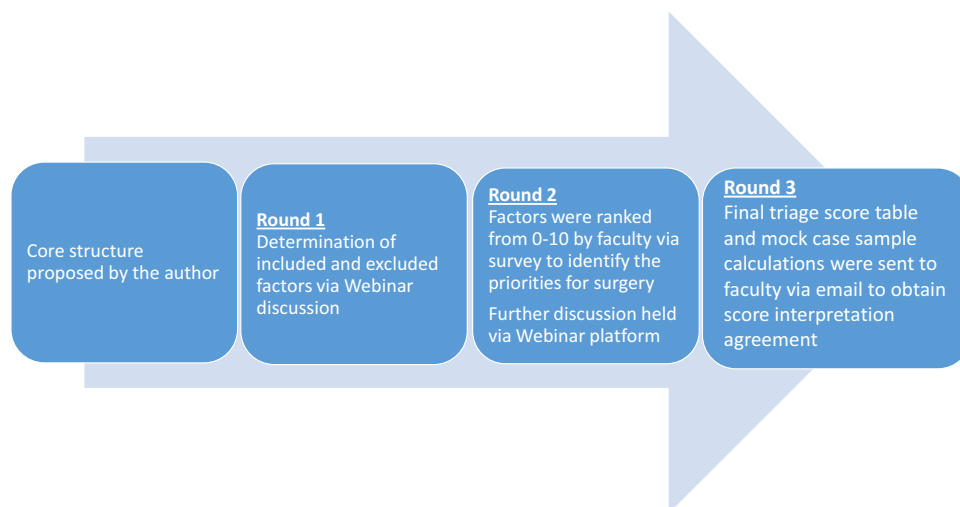 Core structure
proposed by the author
Round 1
Determination of
included and excluded
factors via Webinar
discussion
Round 2
Factors were ranked
from 0-10 by faculty via
survey to identify the
priorities for surgery
Further discussion held
via Webinar platform
Round 3
Final triage score table
and mock case sample
calculations were sent to
faculty via email to obtain
score interpretation
agreement